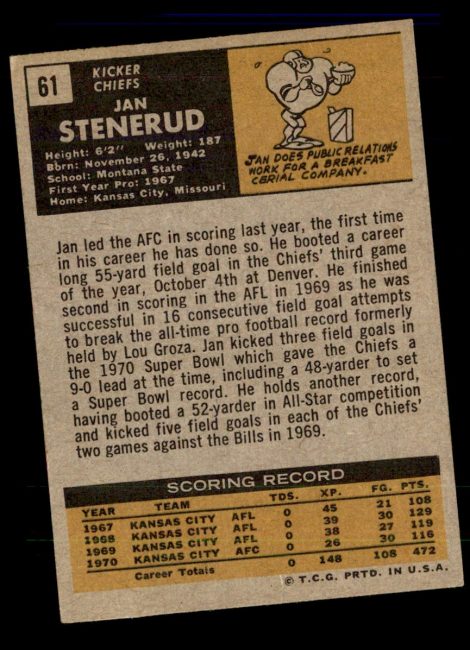 61
KICKER
CHIEFS
JAN
STENERUD
Height: 6'2" Weight: 187
Born: November 26, 1942
School: Montana State
First Year Pro: 1967
Home: Kansas City, Missouri
JAN DOES PUBLIC RELATIONS
WORK FOR A BREAKFAST
CERIAL COMPANY.
Jan led the AFC in scoring last year, the first time
in his career he has done so. He booted a career
long 55-yard field goal in the Chiefs' third game
of the year, October 4th at Denver. He finished
second in scoring in the AFL in 1969 as he was
successful in 16 consecutive field goal attempts
to break the all-time pro football record formerly
held by Lou Groza. Jan kicked three field goals in
the 1970 Super Bowl which gave the Chiefs a
9-0 lead at the time, including a 48-yarder to set
a Super Bowl record. He holds another record,
having booted a 52-yarder in All-Star competition
and kicked five field goals in each of the Chiefs'
two games against the Bills in 1969.
SCORING RECORD
YEAR TEAM TDS. XP. FG. PTS.
1967 KANSAS CITY AFL 0 45 21 108
1968 KANSAS CITY AFL 0 39 30 129
1969 KANSAS CITY AFL 0 38 27 119
1970 KANSAS CITY AFC 0 26 30 116
Career Totals 0 148 108 472
© T.C.G. PRTD. IN U.S.A.